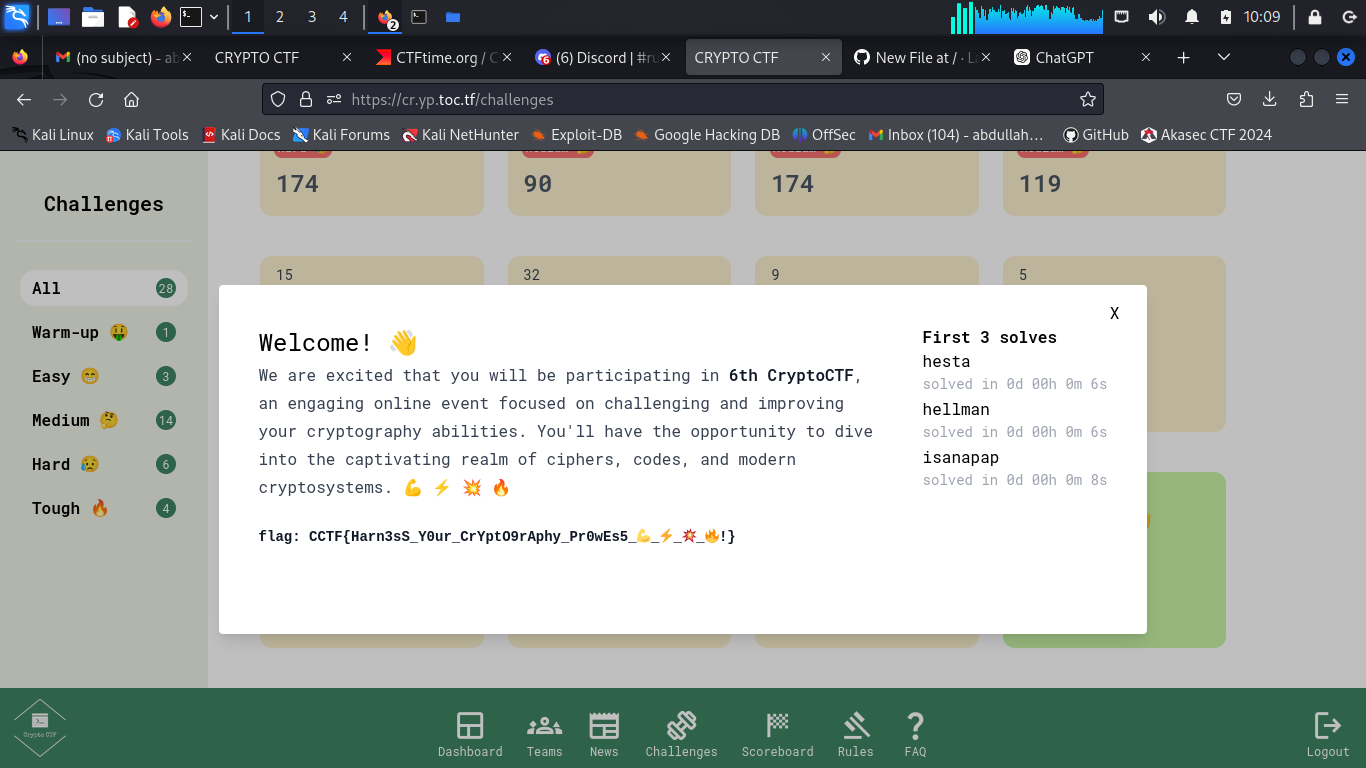 1 2 3 4 2 10:09
(no subject) - ab CRYPTO CTF CTFtime.org / C (6) Discord | #ru CRYPTO CTF New File at / · La ChatGPT
https://cr.yp.toc.tf/challenges
Kali Linux Kali Tools Kali Docs Kali Forums Kali NetHunter Exploit-DB Google Hacking DB OffSec Inbox (104) - abdullah… GitHub Akasec CTF 2024
174 90 174 119
Challenges
15 32 9 5
All 28
Warm-up 🤑 1
Easy 😁 3
Medium 🤔 14
Hard 😥 6
Tough 🔥 4
X
Welcome! 👋
We are excited that you will be participating in 6th CryptoCTF,
an engaging online event focused on challenging and improving
your cryptography abilities. You'll have the opportunity to dive
into the captivating realm of ciphers, codes, and modern
cryptosystems. 💪 ⚡ 💥 🔥
flag: CCTF{Harn3sS_Y0ur_CrYptO9rAphy_Pr0wEs5_💪_⚡_💥_🔥!}
First 3 solves
hesta
solved in 0d 00h 0m 6s
hellman
solved in 0d 00h 0m 6s
isanapap
solved in 0d 00h 0m 8s
Crypto CTF
Dashboard Teams News Challenges Scoreboard Rules FAQ Logout